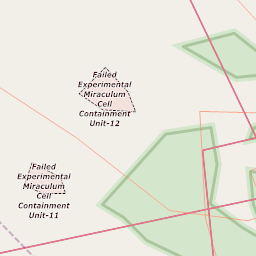 Failed
Experimental
Miraculum
Cell
Containment
Unit-12
Failed
Experimental
Miraculum
Cell
Containment
Unit-11